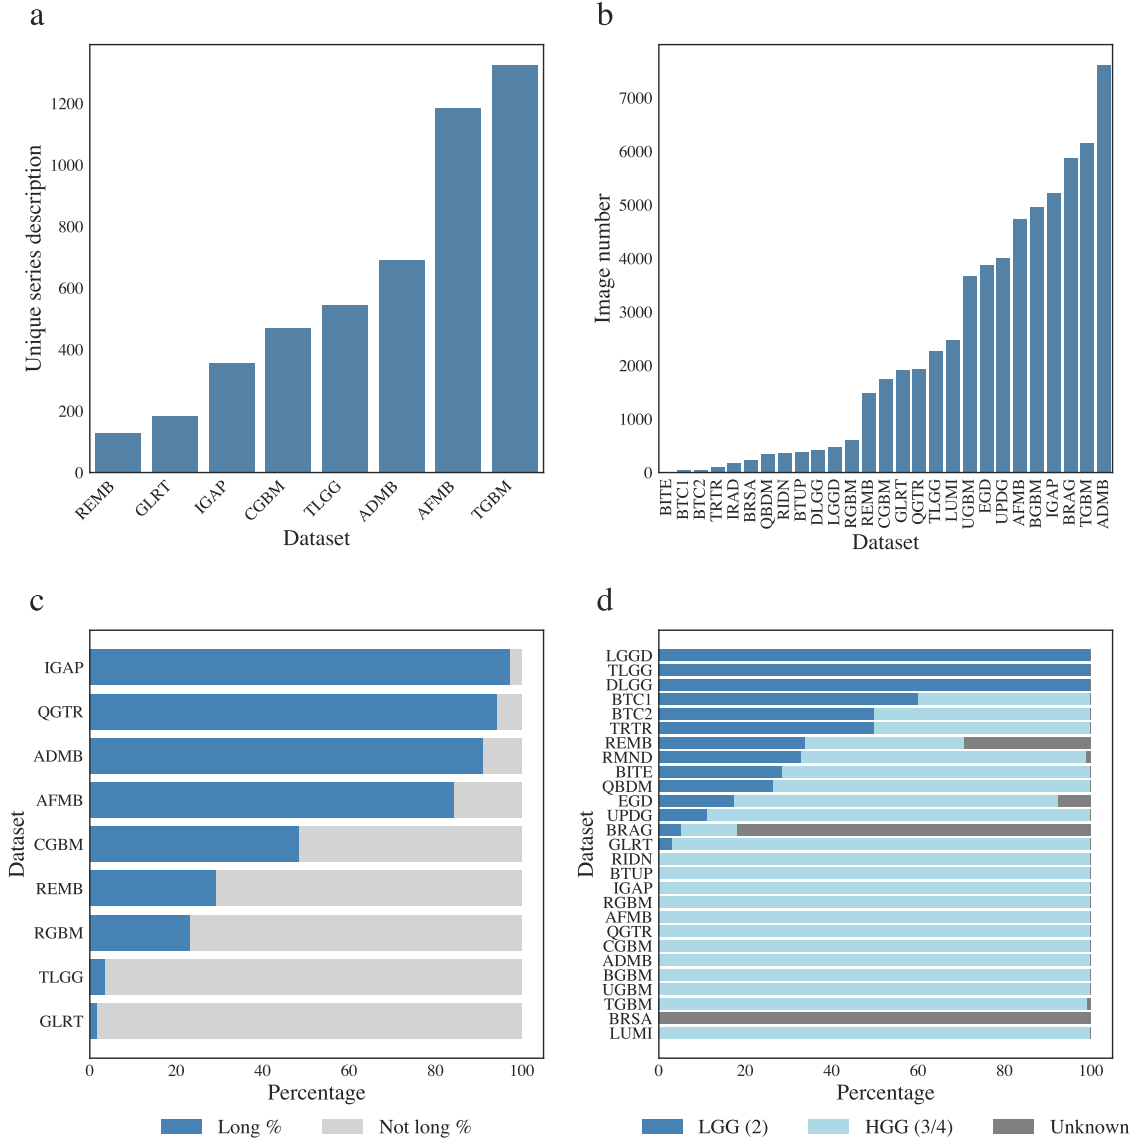 a
Unique series description
1200
1000
800
600
400
200
0
REMB
GLRT
IGAP
CGBM
TLGG
ADMB
AFMB
TGBM
Dataset
b
Image number
7000
6000
5000
4000
3000
2000
1000
0
BITE
BTC1
BTC2
TRTR
IRAD
BRSA
QBDM
RIDN
BTUP
DLGG
LGGD
RGBM
REMB
CGBM
GLRT
QGTR
TLGG
LUMI
UGBM
EGD
UPDG
AFMB
BGBM
IGAP
BRAG
TGBM
ADMB
Dataset
c
Dataset
IGAP
QGTR
ADMB
AFMB
CGBM
REMB
RGBM
TLGG
GLRT
0 20 40 60 80 100
Percentage
Long % Not long %
d
Dataset
LGGD
TLGG
DLGG
BTC1
BTC2
TRTR
REMB
RMND
BITE
QBDM
EGD
UPDG
BRAG
GLRT
RIDN
BTUP
IGAP
RGBM
AFMB
QGTR
CGBM
ADMB
BGBM
UGBM
TGBM
BRSA
LUMI
0 20 40 60 80 100
Percentage
LGG (2) HGG (3/4) Unknown